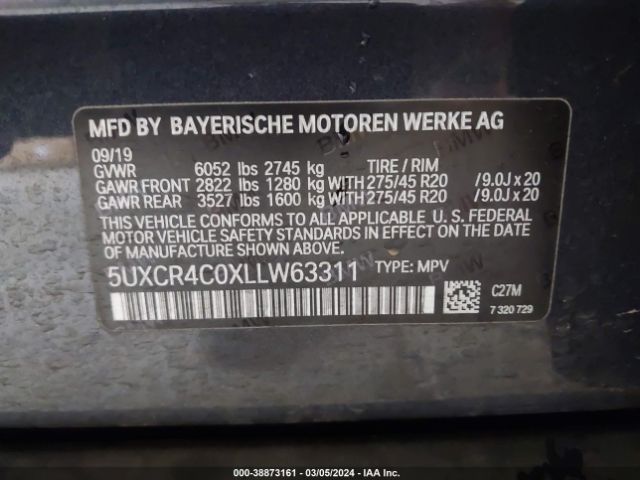 MFD BY BAYERISCHE MOTOREN WERKE AG
09/19
GVWR 6052 lbs 2745 kg TIRE / RIM
GAWR FRONT 2822 lbs 1280 kg WITH 275/45 R20 /9.0J x 20
GAWR REAR 3527 lbs 1600 kg WITH 275/45 R20 /9.0J x 20
THIS VEHICLE CONFORMS TO ALL APPLICABLE U. S. FEDERAL
MOTOR VEHICLE SAFETY STANDARDS IN EFFECT ON THE DATE
OF MANUFACTURE SHOWN ABOVE.
5UXCR4C0XLLW63311 TYPE: MPV
C27M
7 320 729
000-38873161 - 03/05/2024 - IAAI.COM